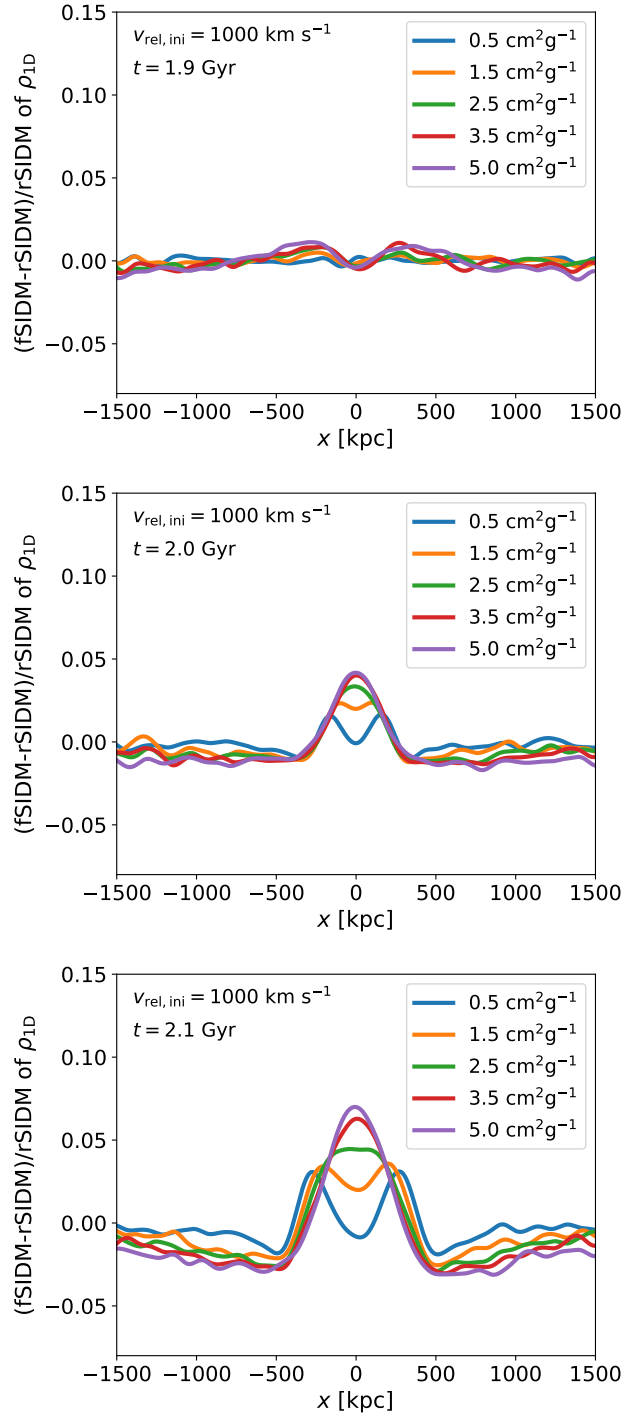 v_rel, ini = 1000 km s⁻¹
t = 1.9 Gyr
0.5 cm²g⁻¹
1.5 cm²g⁻¹
2.5 cm²g⁻¹
3.5 cm²g⁻¹
5.0 cm²g⁻¹
(fSIDM-rSIDM)/rSIDM of ρ₁D
0.15
0.10
0.05
0.00
−0.05
−1500 −1000 −500 0 500 1000 1500
x [kpc]
v_rel, ini = 1000 km s⁻¹
t = 2.0 Gyr
0.5 cm²g⁻¹
1.5 cm²g⁻¹
2.5 cm²g⁻¹
3.5 cm²g⁻¹
5.0 cm²g⁻¹
(fSIDM-rSIDM)/rSIDM of ρ₁D
0.15
0.10
0.05
0.00
−0.05
−1500 −1000 −500 0 500 1000 1500
x [kpc]
v_rel, ini = 1000 km s⁻¹
t = 2.1 Gyr
0.5 cm²g⁻¹
1.5 cm²g⁻¹
2.5 cm²g⁻¹
3.5 cm²g⁻¹
5.0 cm²g⁻¹
(fSIDM-rSIDM)/rSIDM of ρ₁D
0.15
0.10
0.05
0.00
−0.05
−1500 −1000 −500 0 500 1000 1500
x [kpc]